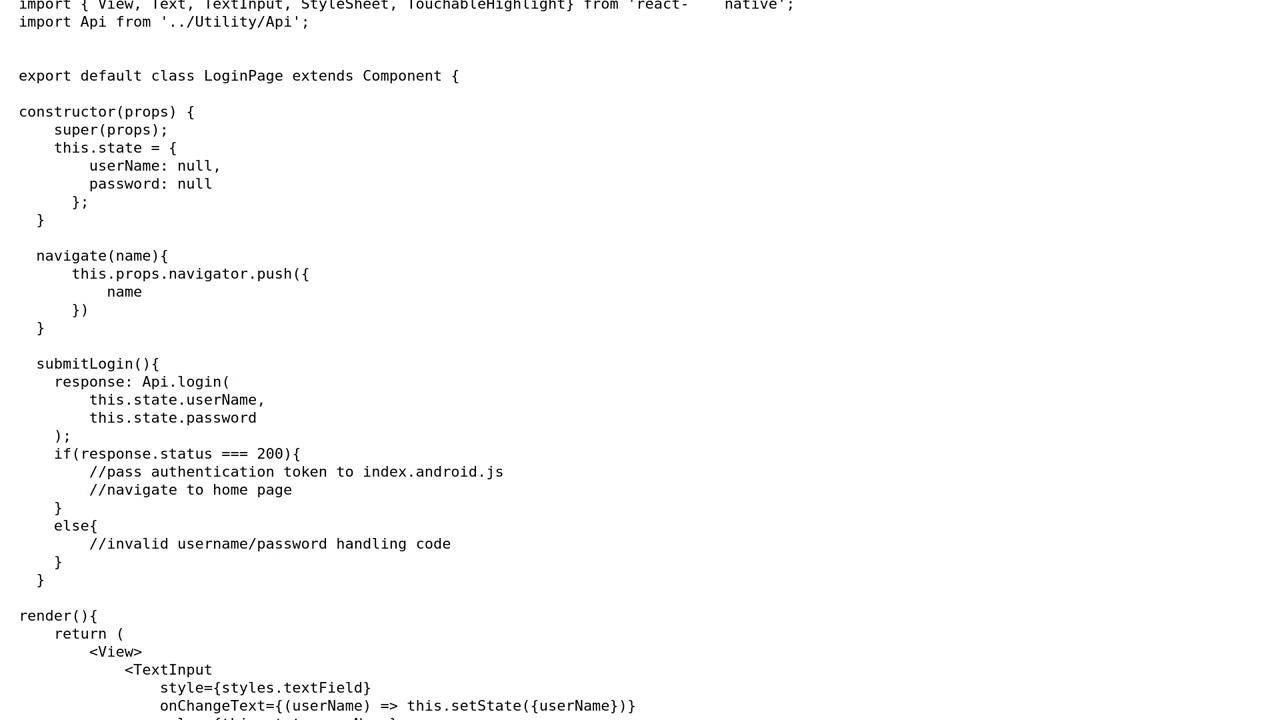 import { View, Text, TextInput, StyleSheet, TouchableHighlight} from 'react-    native';
import Api from '../Utility/Api';


export default class LoginPage extends Component {

constructor(props) {
    super(props);
    this.state = {
        userName: null,
        password: null
      };
  }

  navigate(name){
      this.props.navigator.push({
          name
      })
  }

  submitLogin(){
    response: Api.login(
        this.state.userName,
        this.state.password
    );
    if(response.status === 200){
        //pass authentication token to index.android.js
        //navigate to home page
    }
    else{
        //invalid username/password handling code
    }
  }

render(){
    return (
        <View>
            <TextInput
                style={styles.textField}
                onChangeText={(userName) => this.setState({userName})}